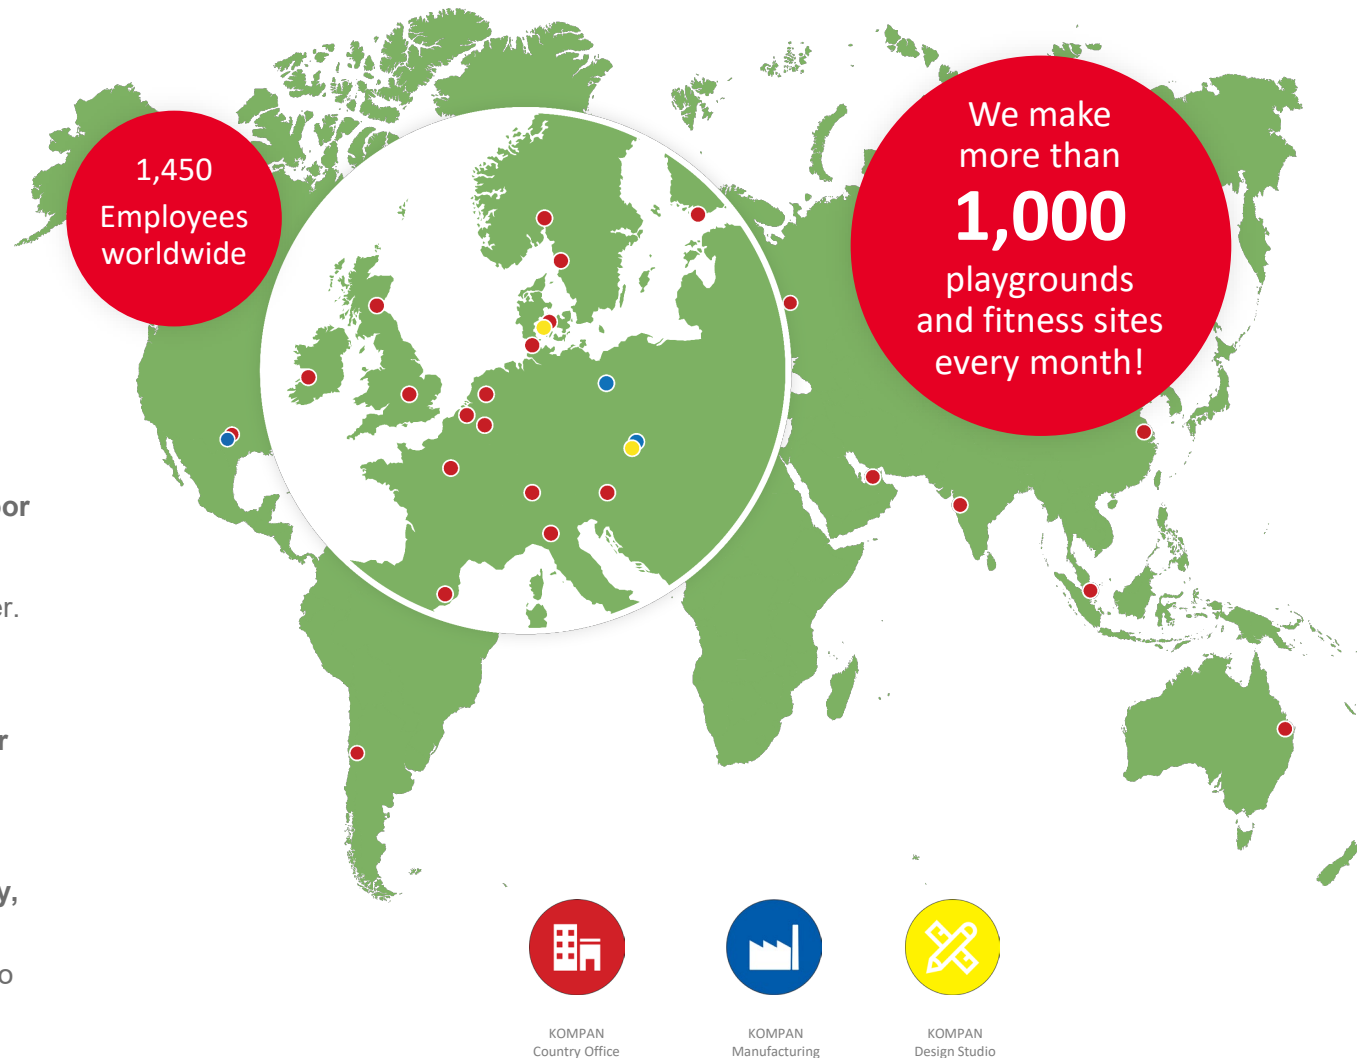 1,450
Employees
worldwide
We make
more than
1,000
playgrounds
and fitness sites
every month!
er.
y,
KOMPAN
Country Office
KOMPAN
Manufacturing
KOMPAN
Design Studio